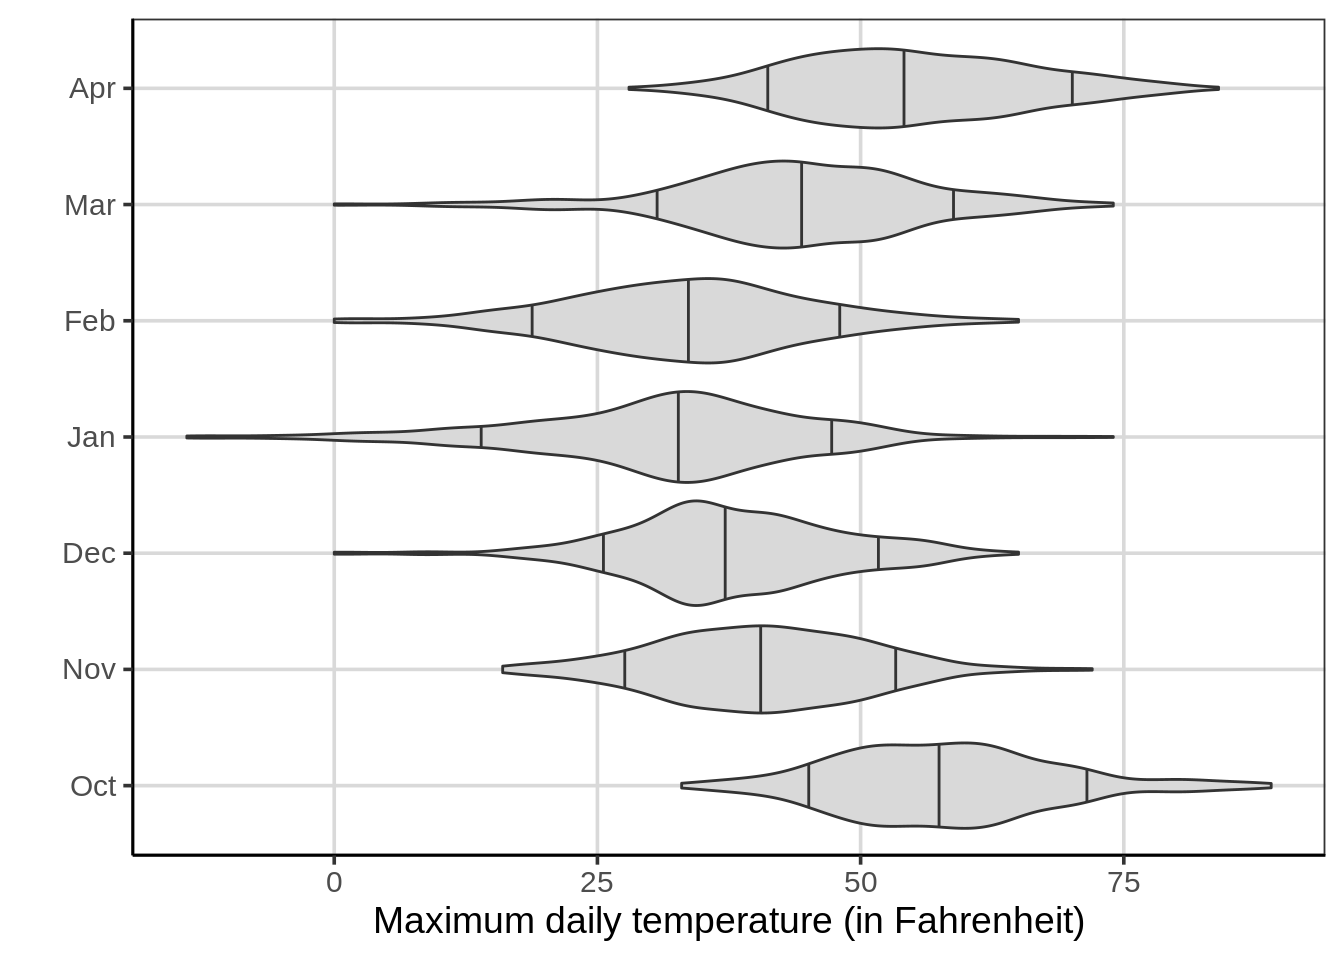 Apr
Mar
Feb
Jan
Dec
Nov
Oct
0 25 50 75
Maximum daily temperature (in Fahrenheit)